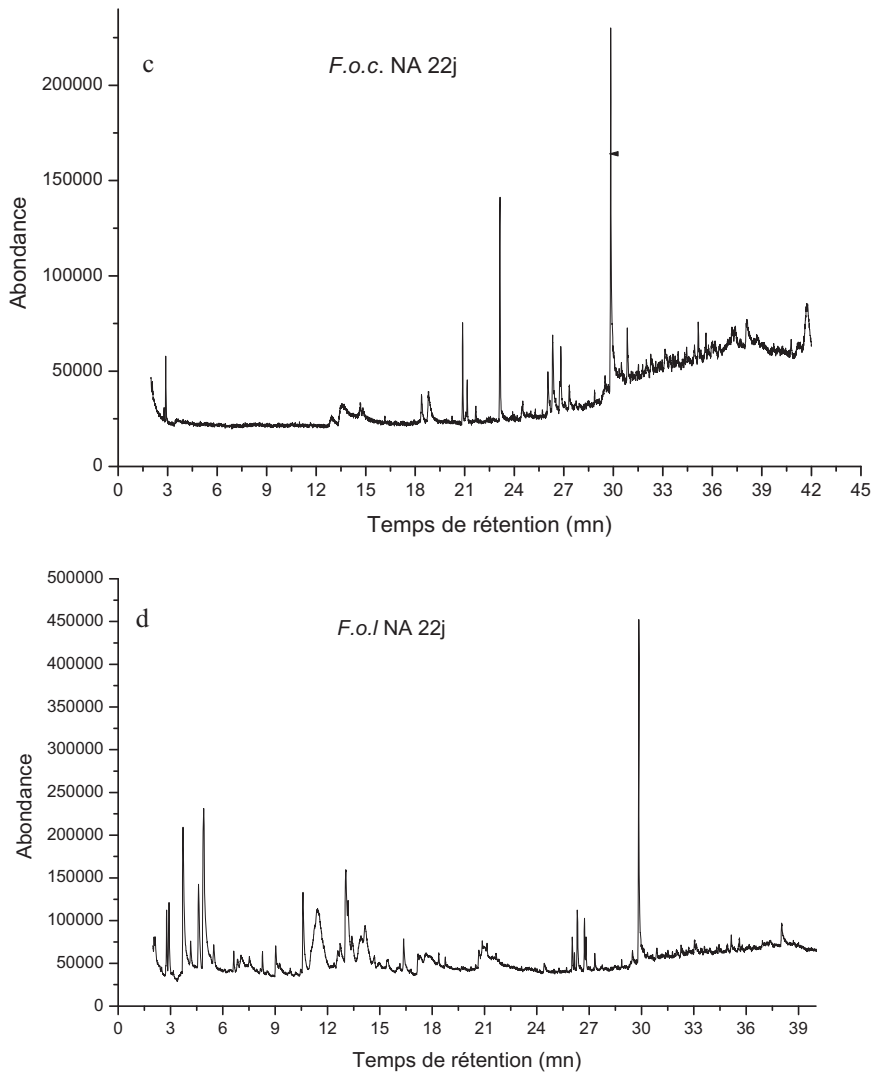 c
F.o.c. NA 22j
200000
150000
100000
50000
0
Abondance
0 3 6 9 12 15 18 21 24 27 30 33 36 39 42 45
Temps de rétention (mn)
d
F.o.l NA 22j
500000
450000
400000
350000
300000
250000
200000
150000
100000
50000
0
Abondance
0 3 6 9 12 15 18 21 24 27 30 33 36 39
Temps de rétention (mn)